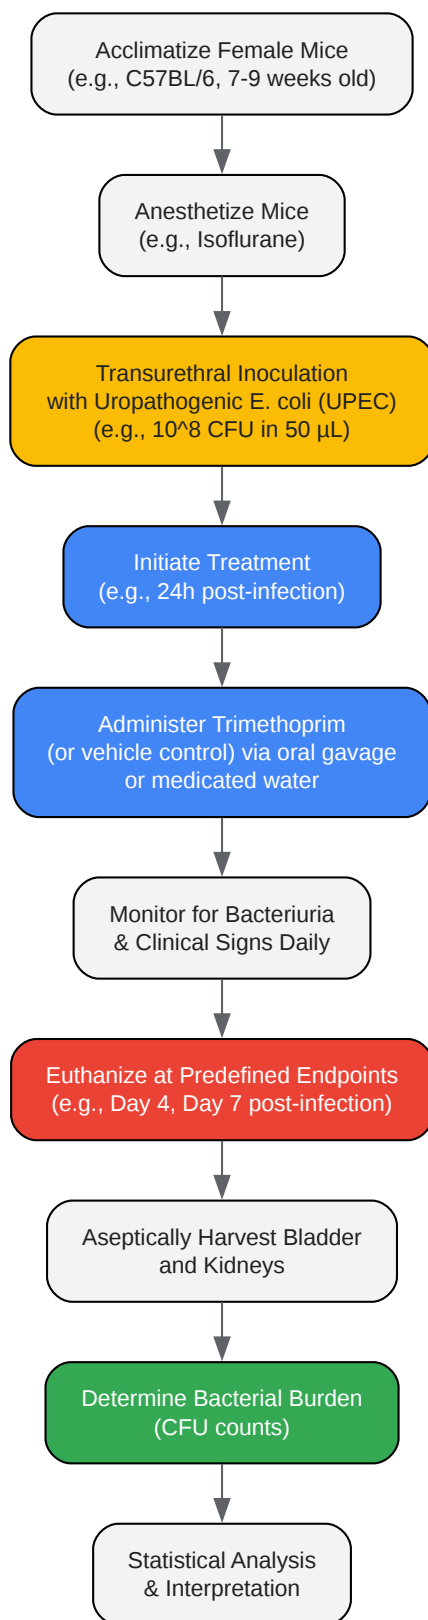 Acclimatize Female Mice
(e.g., C57BL/6, 7-9 weeks old)
Anesthetize Mice
(e.g., Isoflurane)
Transurethral Inoculation
with Uropathogenic E. coli (UPEC)
(e.g., 10^8 CFU in 50 µL)
Initiate Treatment
(e.g., 24h post-infection)
Administer Trimethoprim
(or vehicle control) via oral gavage
or medicated water
Monitor for Bacteriuria
& Clinical Signs Daily
Euthanize at Predefined Endpoints
(e.g., Day 4, Day 7 post-infection)
Aseptically Harvest Bladder
and Kidneys
Determine Bacterial Burden
(CFU counts)
Statistical Analysis
& Interpretation